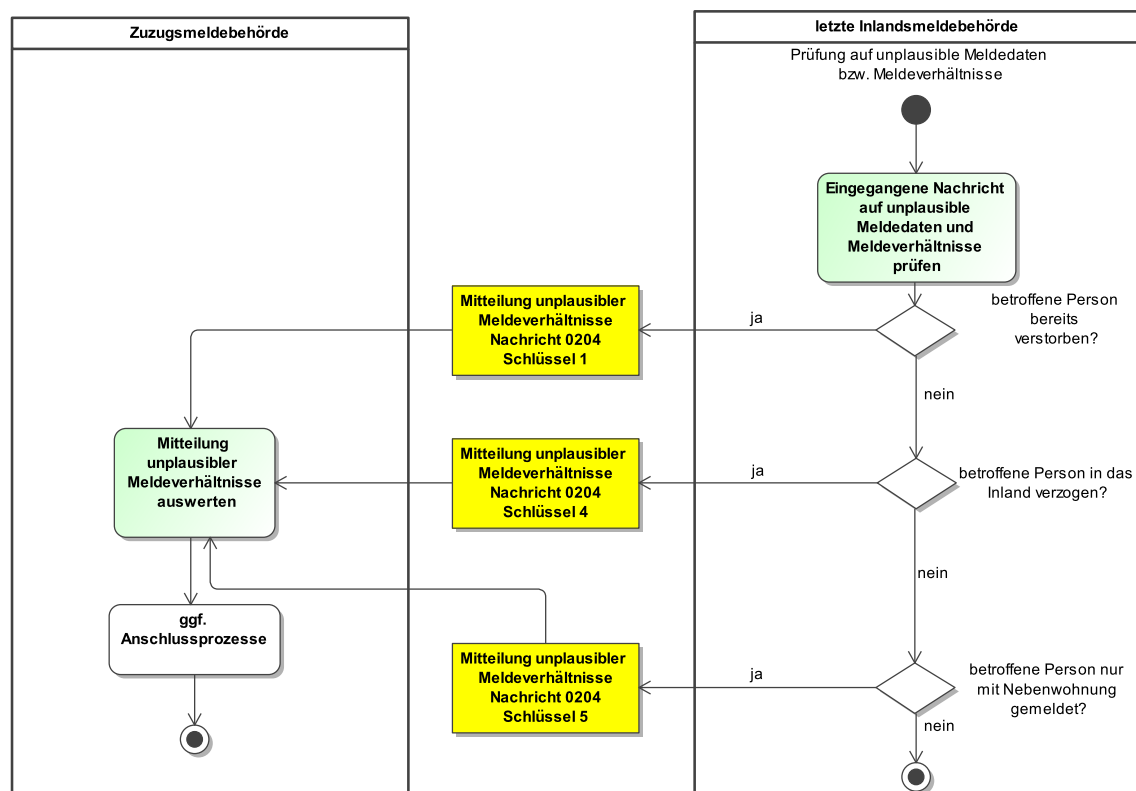 Zuzugsmeldebehörde
letzte Inlandsmeldebehörde
Prüfung auf unplausible Meldedaten
bzw. Meldeverhältnisse
Eingegangene Nachricht
auf unplausible
Meldedaten und
Meldeverhältnisse
prüfen
betroffene Person
bereits
verstorben?
ja
Mitteilung unplausibler
Meldeverhältnisse
Nachricht 0204
Schlüssel 1
nein
betroffene Person in das
Inland verzogen?
ja
Mitteilung unplausibler
Meldeverhältnisse
Nachricht 0204
Schlüssel 4
Mitteilung
unplausibler
Meldeverhältnisse
auswerten
nein
ggf.
Anschlussprozesse
betroffene Person nur
mit Nebenwohnung
gemeldet?
ja
Mitteilung unplausibler
Meldeverhältnisse
Nachricht 0204
Schlüssel 5
nein